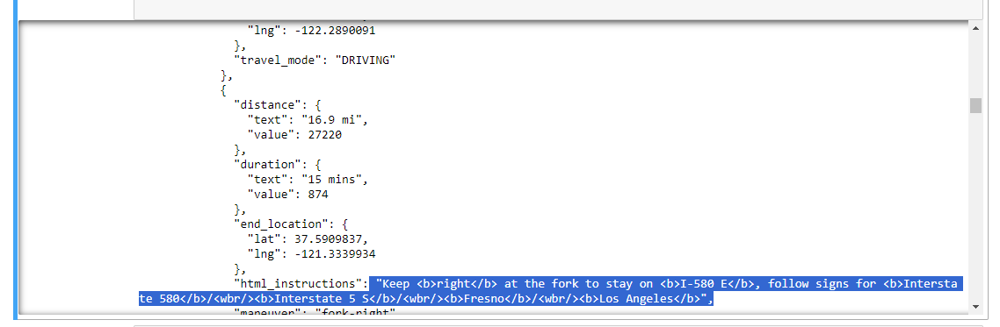 "lng": -122.2890091
},
"travel_mode": "DRIVING"
},
{
"distance": {
"text": "16.9 mi",
"value": 27220
},
"duration": {
"text": "15 mins",
"value": 874
},
"end_location": {
"lat": 37.5909837,
"lng": -121.3339934
},
"html_instructions": "Keep <b>right</b> at the fork to stay on <b>I-580 E</b>, follow signs for <b>Intersta
te 580</b>/<wbr/><b>Interstate 5 S</b>/<wbr/><b>Fresno</b>/<wbr/><b>Los Angeles</b>",
"maneuver": "fork-right"